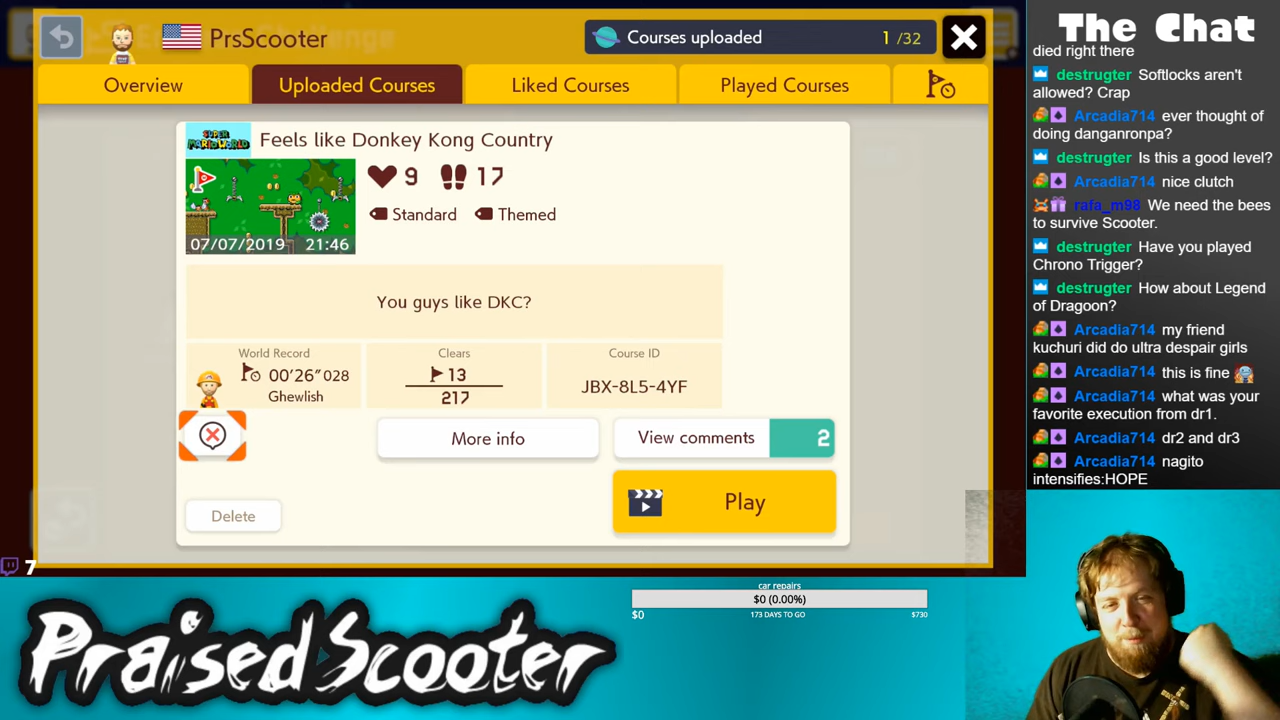 PrsScooter
Courses uploaded 1 /32
Overview
Uploaded Courses
Liked Courses
Played Courses
SUPER MARIO WORLD
Feels like Donkey Kong Country
9 17
Standard Themed
07/07/2019 21:46
You guys like DKC?
World Record
00'26"028
Ghewlish
Clears
13
217
Course ID
JBX-8L5-4YF
More info
View comments 2
Delete
Play
7
The Chat
died right there
destrugter Softlocks aren't
allowed? Crap
Arcadia714 ever thought of
doing danganronpa?
destrugter Is this a good level?
Arcadia714 nice clutch
rafa_m98 We need the bees
to survive Scooter.
destrugter Have you played
Chrono Trigger?
destrugter How about Legend
of Dragoon?
Arcadia714 my friend
kuchuri did do ultra despair girls
Arcadia714 this is fine
Arcadia714 what was your
favorite execution from dr1.
Arcadia714 dr2 and dr3
Arcadia714 nagito
intensifies:HOPE
car repairs
$0 (0.00%)
$0 173 DAYS TO GO $730
PraisedScooter